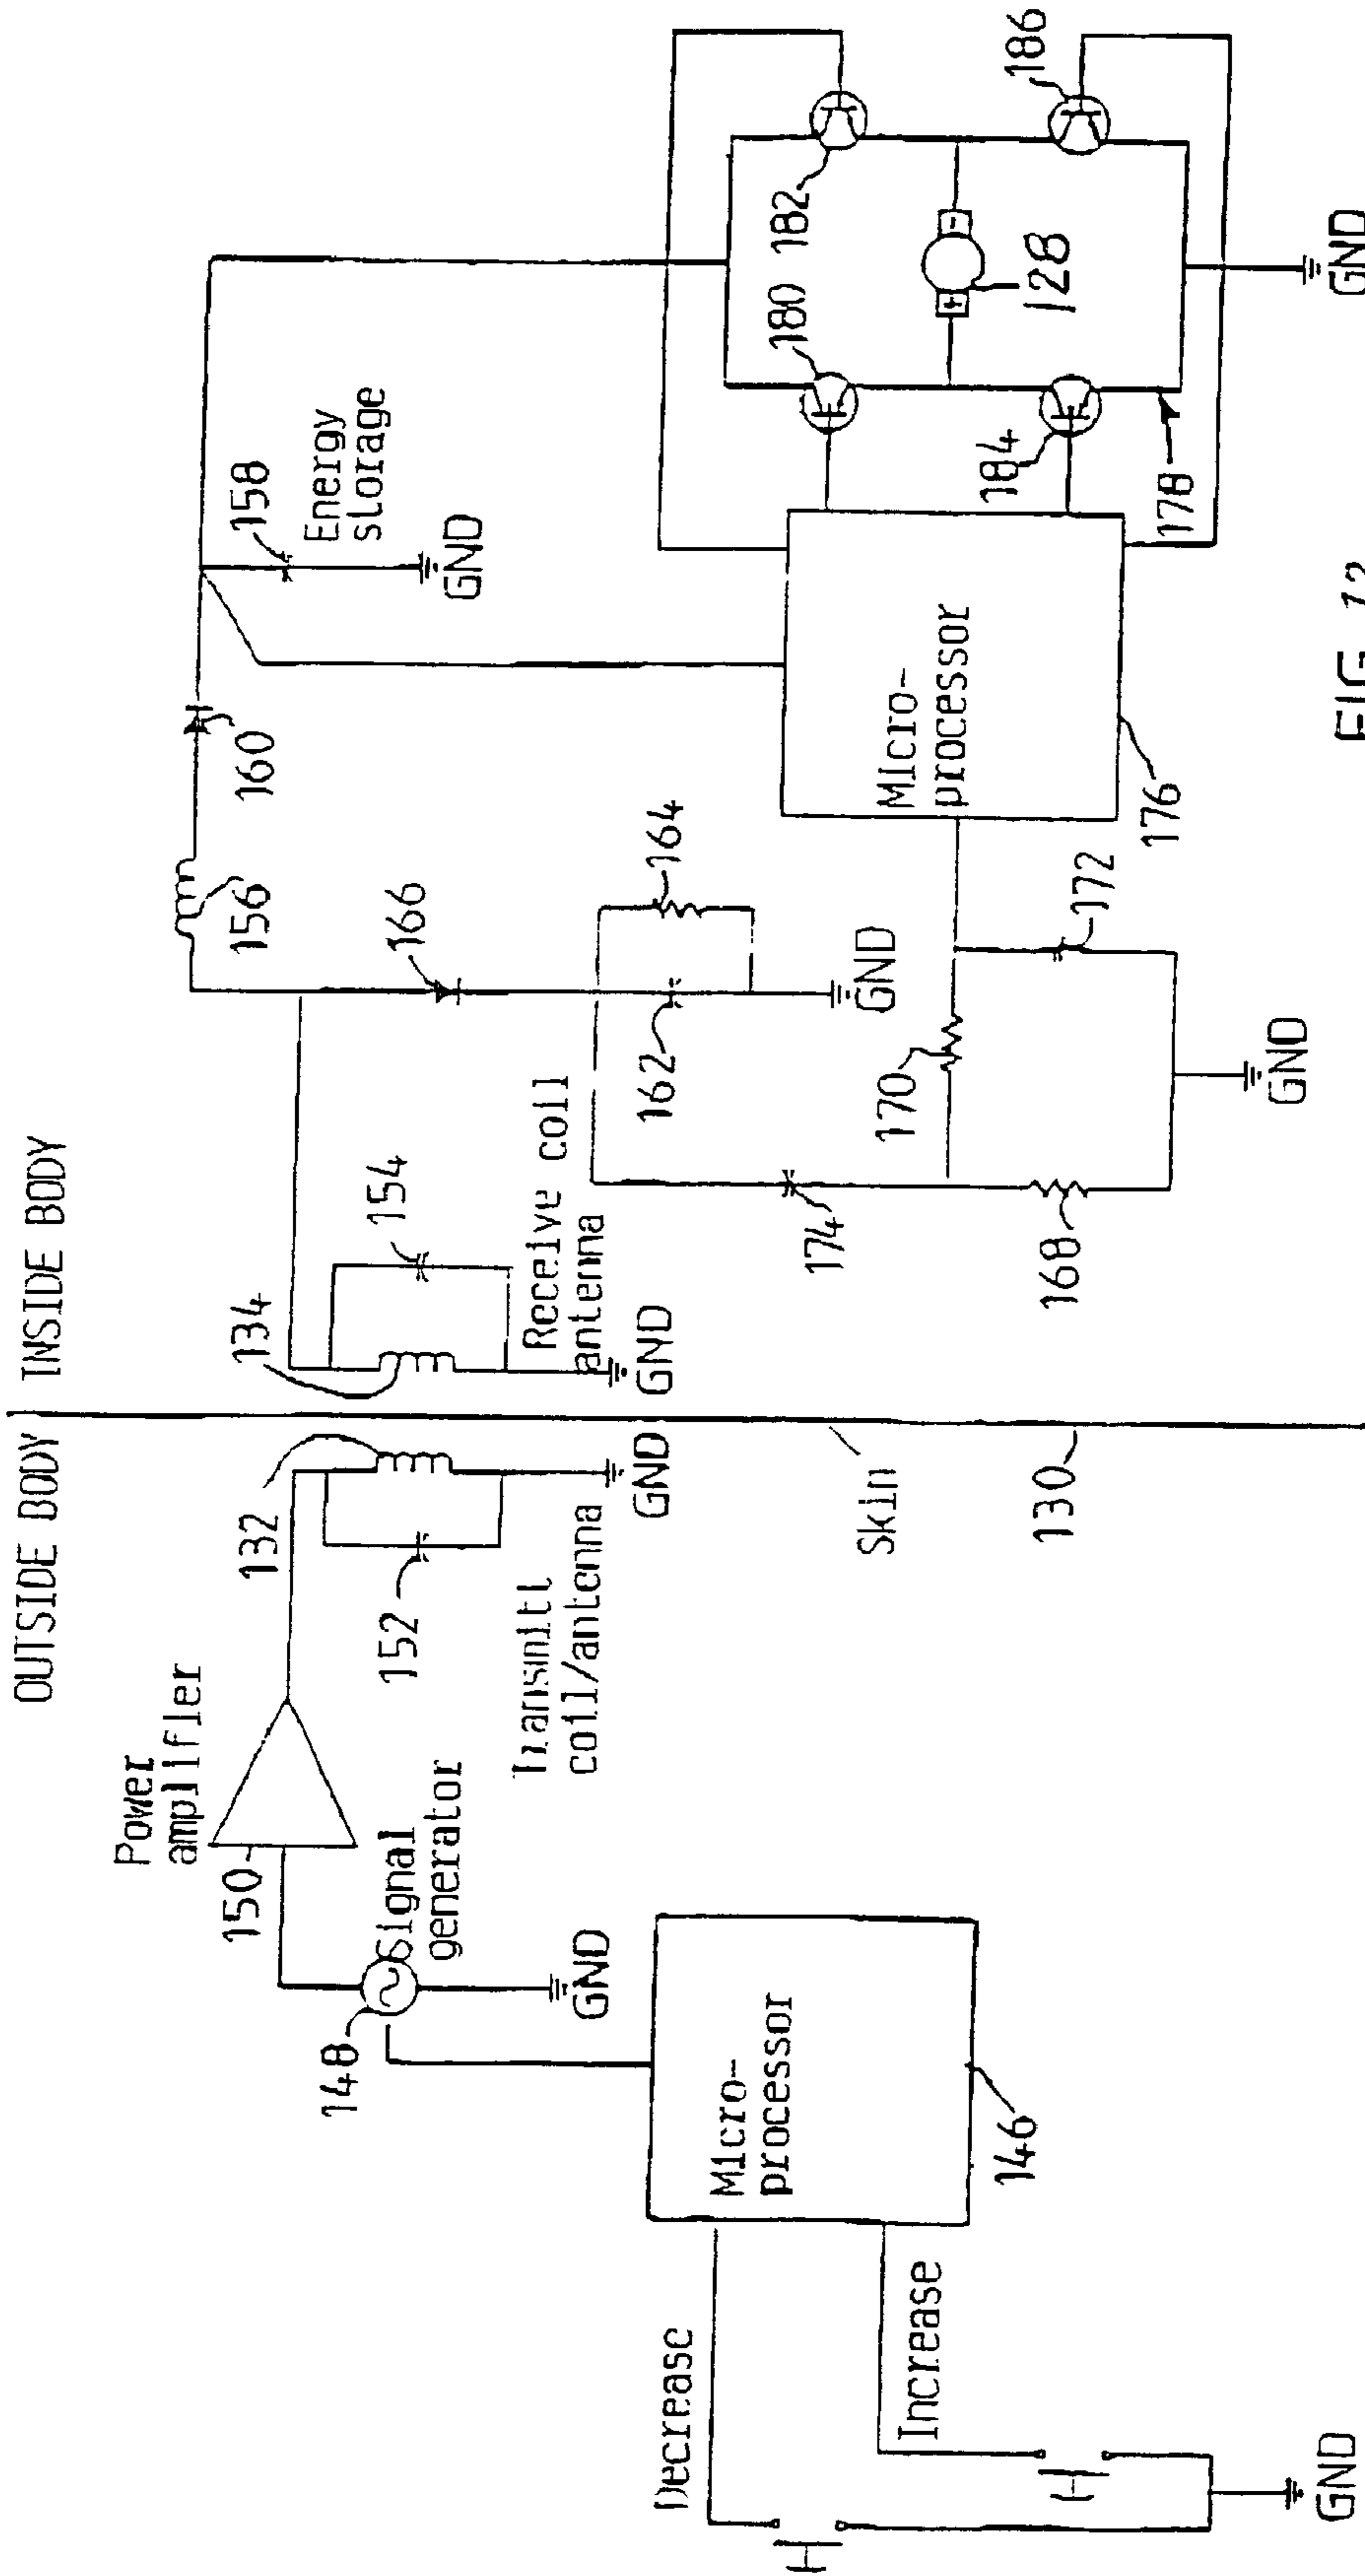 OUTSIDE BODY
INSIDE BODY
Power
amplifier
150
Signal
generator
148
GND
132
152
Transmitt
coil/antenna
GND
134
154
Receive coil
antenna
GND
Skin
130
Decrease
Increase
GND
Micro-
processor
146
156
160
158
Energy
storage
GND
166
164
162
GND
174
170
168
172
GND
Micro-
processor
176
180
182
128
+
-
184
186
178
GND
FIG. 12